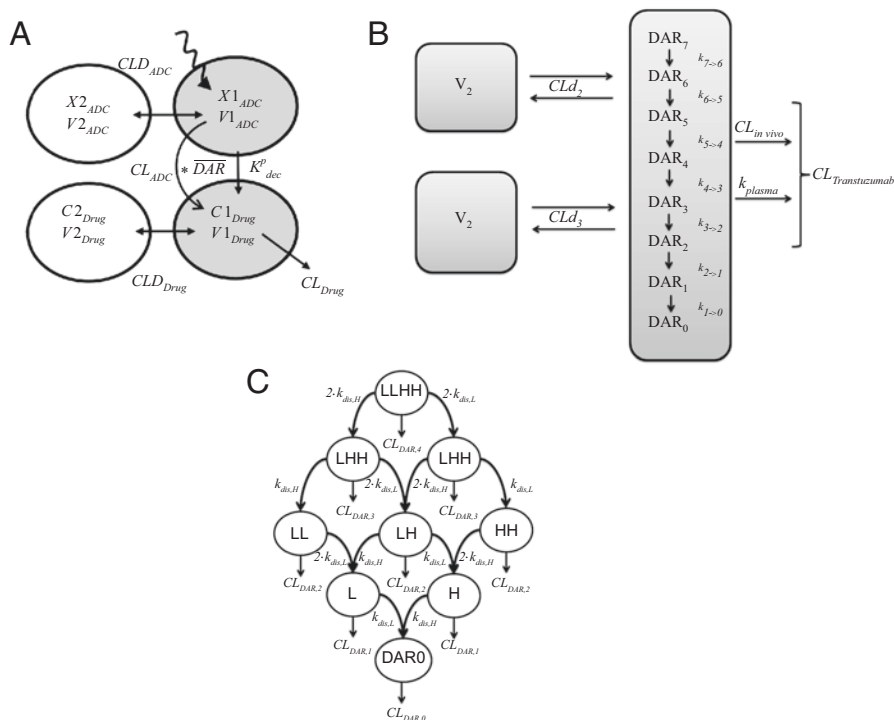 A
CLD_ADC
X1_ADC
V1_ADC
X2_ADC
V2_ADC
CL_ADC
* \overline{DAR}
K^p_dec
C1_Drug
V1_Drug
C2_Drug
V2_Drug
CLD_Drug
CL_Drug
B
V_2
CLd_2
V_2
CLd_3
DAR_7
k_7->6
DAR_6
k_6->5
DAR_5
k_5->4
DAR_4
k_4->3
DAR_3
k_3->2
DAR_2
k_2->1
DAR_1
k_1->0
DAR_0
CL_in vivo
k_plasma
CL_Transtuzumab
C
LLHH
2·k_dis,H
2·k_dis,L
CL_DAR,4
LHH
LHH
k_dis,H
2·k_dis,L
2·k_dis,H
k_dis,L
CL_DAR,3
CL_DAR,3
LL
LH
HH
2·k_dis,L
k_dis,H
k_dis,L
2·k_dis,H
CL_DAR,2
CL_DAR,2
CL_DAR,2
L
H
k_dis,L
k_dis,H
CL_DAR,1
CL_DAR,1
DAR0
CL_DAR,0